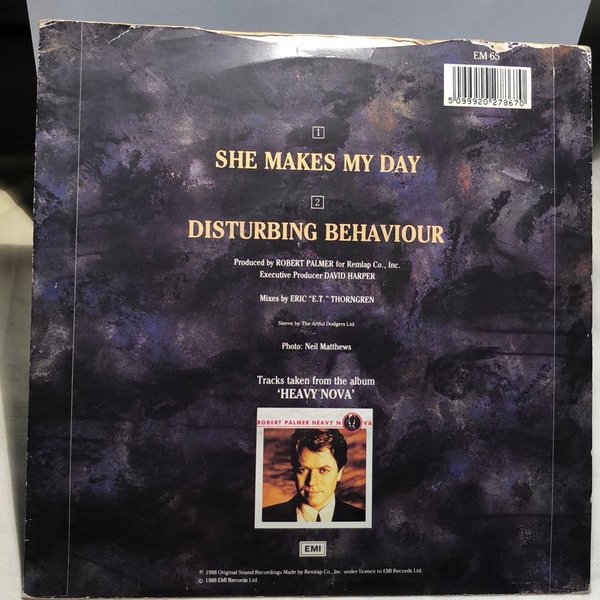 EM 65
5 099920 278670
1
SHE MAKES MY DAY
2
DISTURBING BEHAVIOUR
Produced by ROBERT PALMER for Remlap Co., Inc.
Executive Producer DAVID HARPER
Mixes by ERIC "E.T." THORNGREN
Sleeve by The Artful Dodgers Ltd.
Photo: Neil Matthews
Tracks taken from the album
'HEAVY NOVA'
ROBERT PALMER HEAVY N VA
EMI
℗ 1988 Original Sound Recordings Made by Remlap Co., Inc. under licence to EMI Records Ltd.
© 1988 EMI Records Ltd.